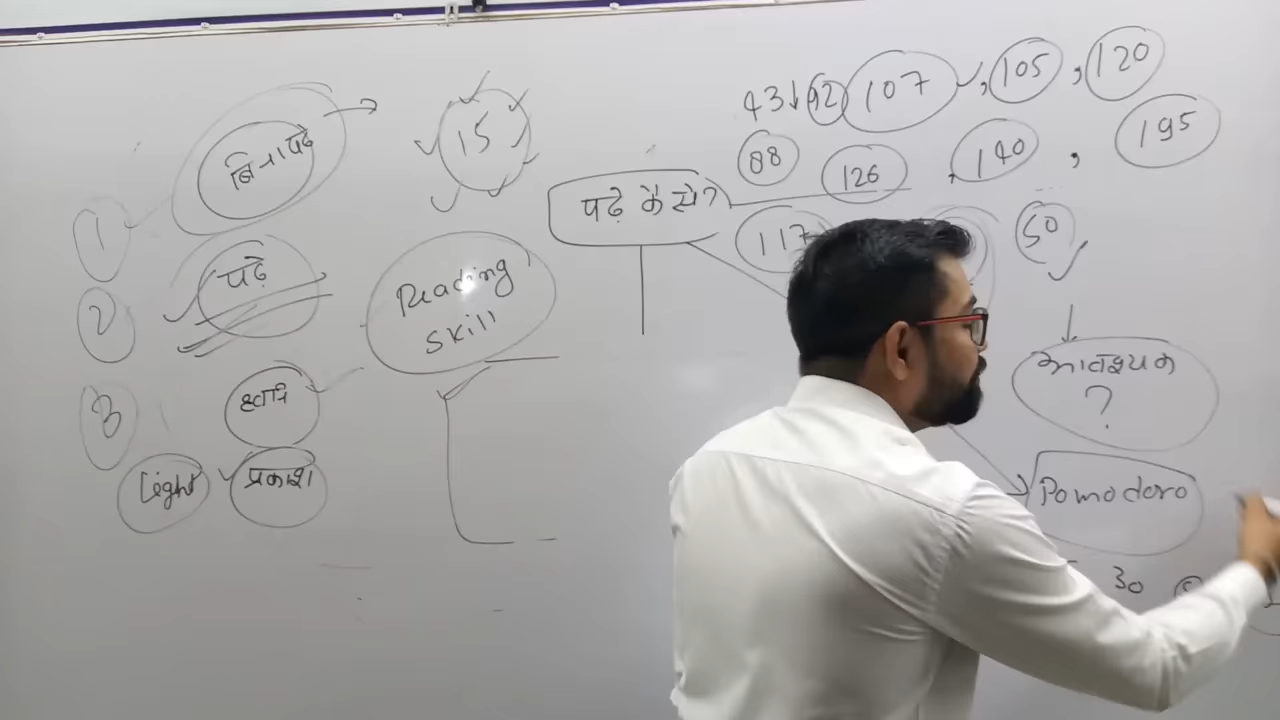 1
बिना पढे
15
2
पढे
Reading
skill
3
Light
प्रकाश
पढे कैसे?
43↓ 92 107 , 105 , 120
88 126 , 140 , 195
117
50
आवश्यक
?
Pomodoro
30